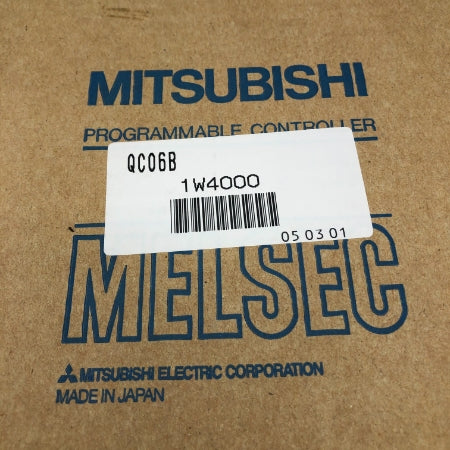 MITSUBISHI
PROGRAMMABLE CONTROLLER
QC06B
1W4000
05 03 01
MELSEC
MITSUBISHI ELECTRIC CORPORATION
MADE IN JAPAN